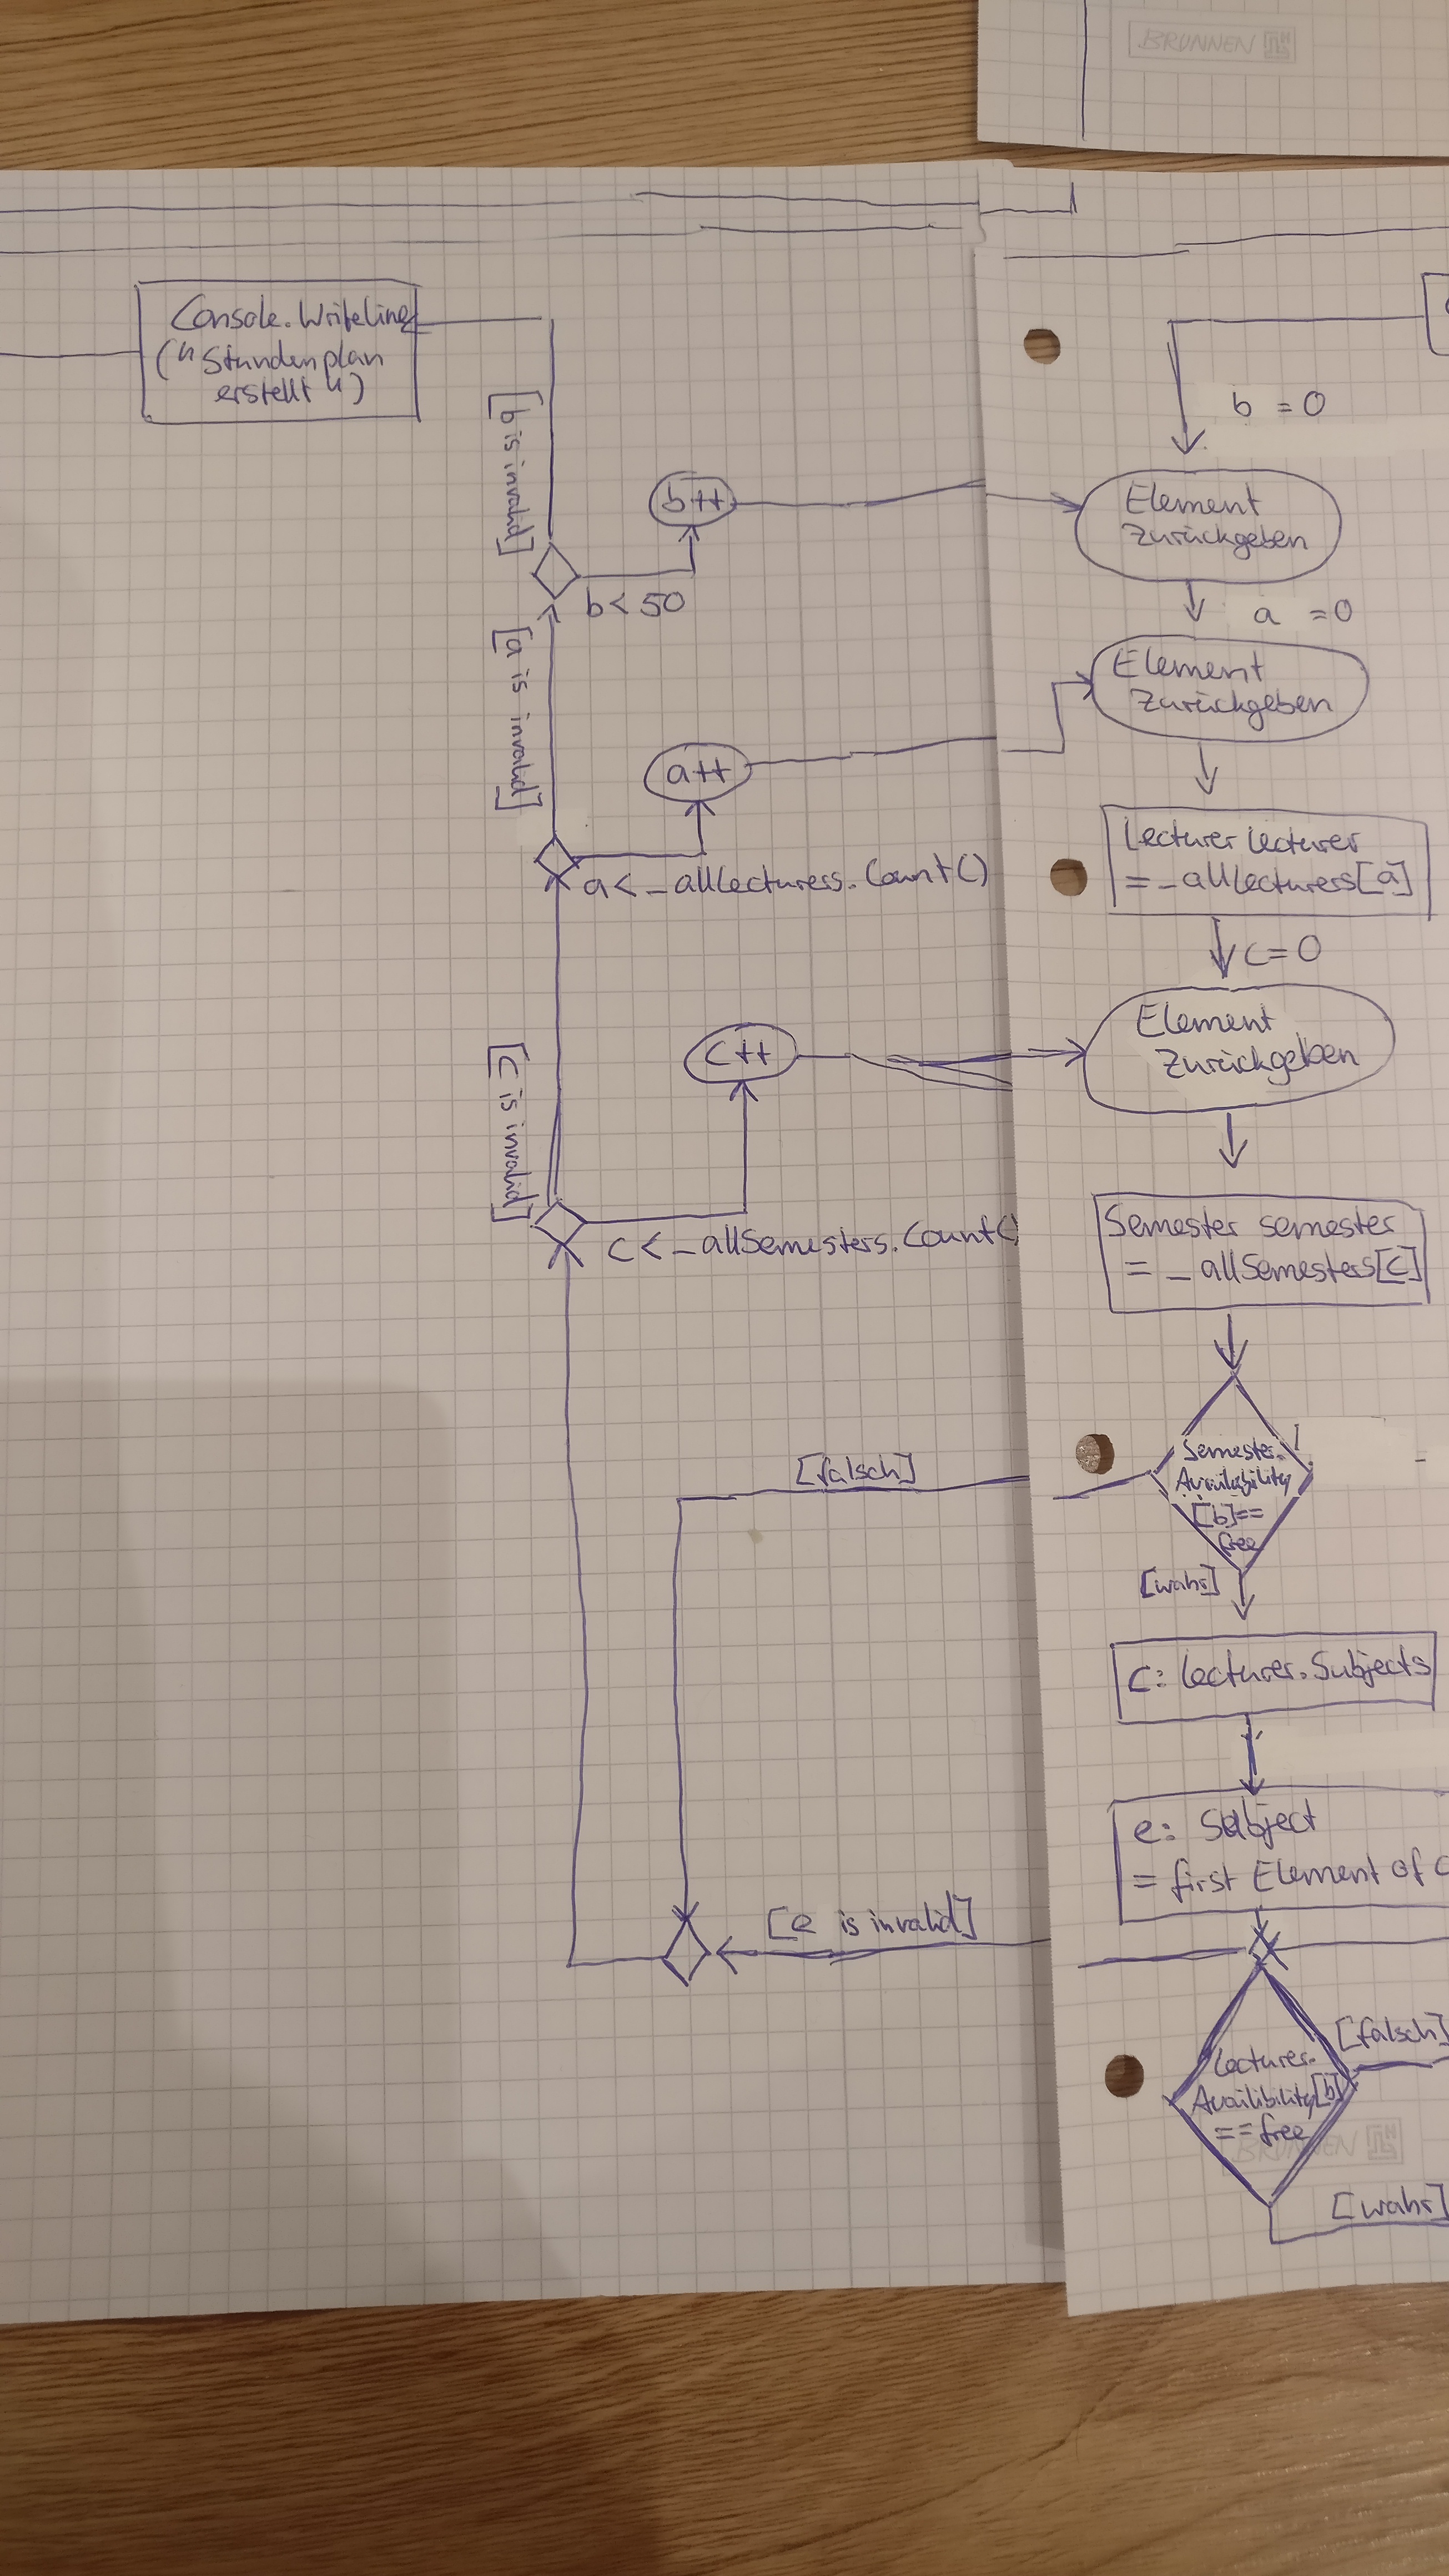 BRUNNEN
Console.Writeline
("Stundenplan
erstellt")
[b is invalid]
b++
b < 50
[a is invalid]
a++
a < _allLecturess.Count()
[c is invalid]
c++
c < _allSemesters.Count()
[falsch]
[e is invalid]
b = 0
Element
Zurückgeben
a = 0
Element
Zurückgeben
Lecturer lecturer
= _allLecturers[a]
c = 0
Element
Zurückgeben
Semester semester
= _allSemesters[c]
Semester.
Availability
[b]==
free
[wahr]
c: lecturer.Subjects
e: Subject
= first Element of c
[falsch]
Lecturer.
Availibility[b]
==free
BRUNNEN
[wahr]